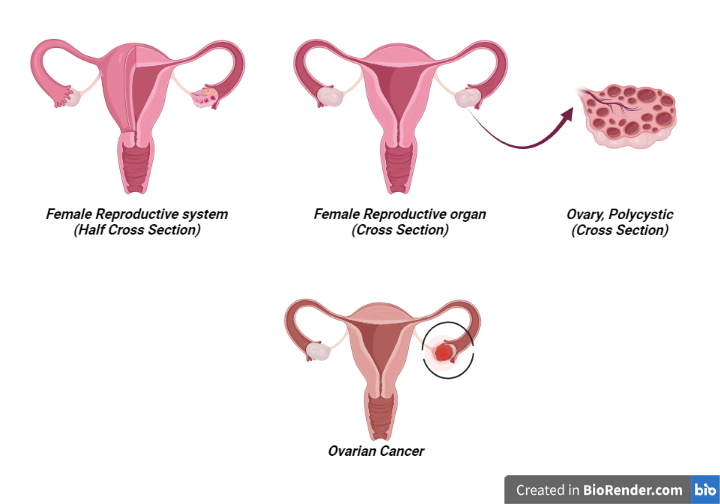 Female Reproductive system
(Half Cross Section)
Female Reproductive organ
(Cross Section)
Ovary, Polycystic
(Cross Section)
Ovarian Cancer
Created in BioRender.com bio